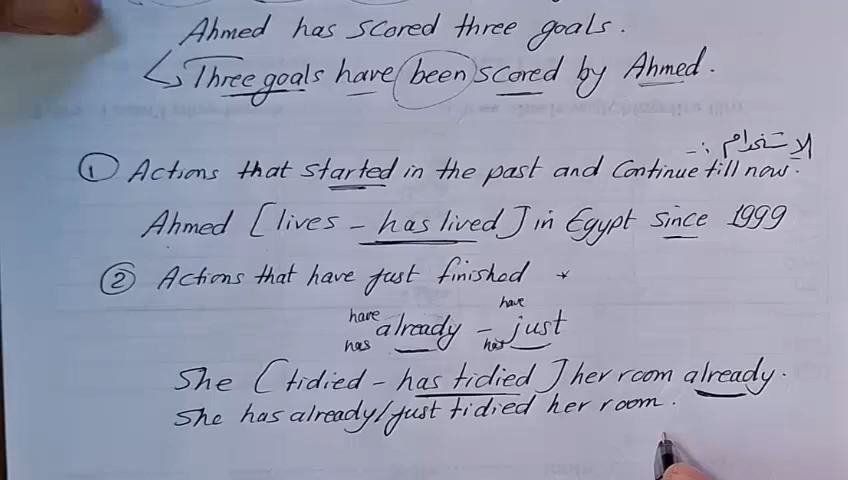 Ahmed has scored three goals.
↳ Three goals have been scored by Ahmed.
الاستخدام :-
① Actions that started in the past and Continue till now.
Ahmed [lives - has lived] in Egypt since 1999
② Actions that have just finished *
have have
already - just
has has
She [tidied - has tidied] her room already.
She has already/just tidied her room.